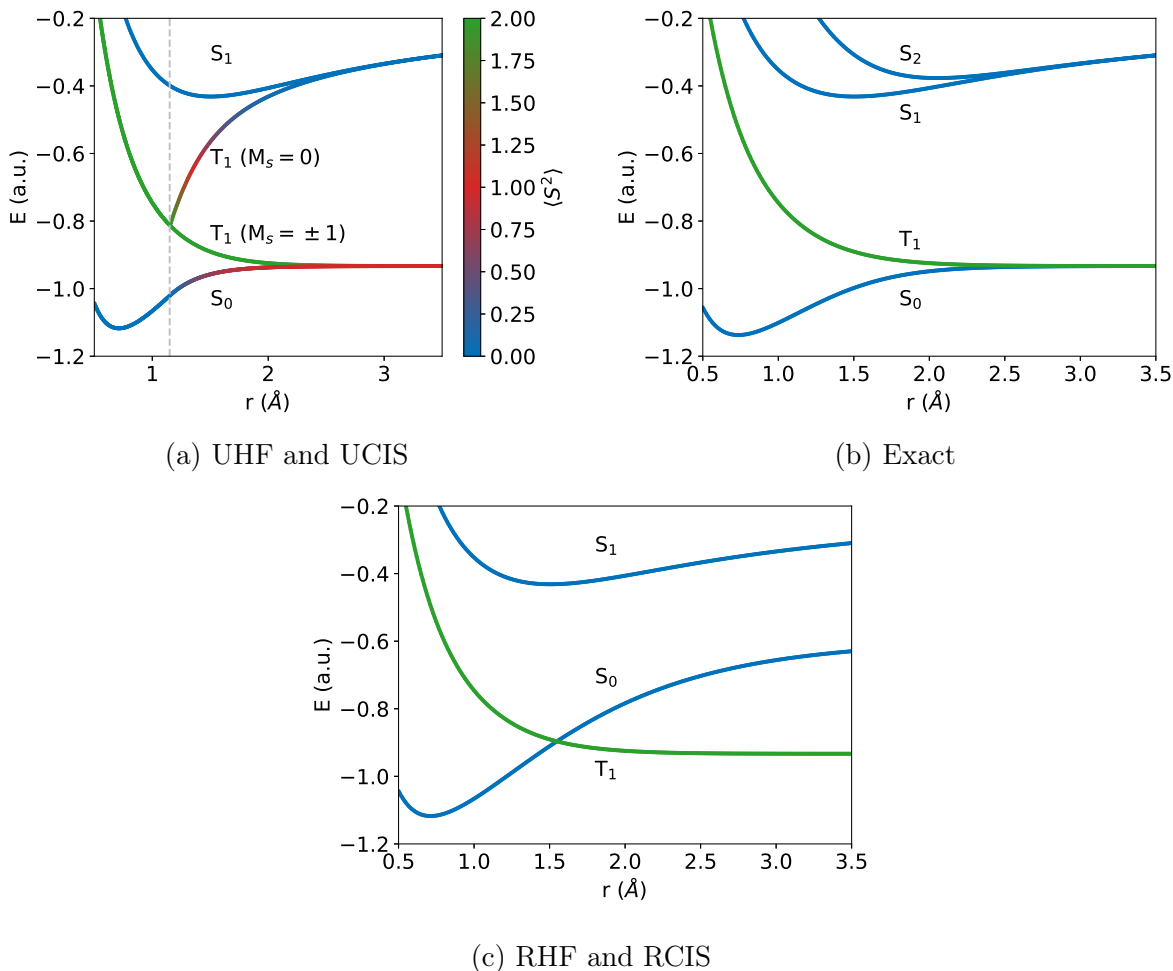 −0.2
−0.4
−0.6
−0.8
−1.0
−1.2
E (a.u.)
S₁
T₁ (Mₛ = 0)
T₁ (Mₛ = ±1)
S₀
1
2
3
r (Å)
2.00
1.75
1.50
1.25
1.00
0.75
0.50
0.25
0.00
⟨S²⟩
(a) UHF and UCIS
−0.2
−0.4
−0.6
−0.8
−1.0
−1.2
E (a.u.)
S₂
S₁
T₁
S₀
0.5 1.0 1.5 2.0 2.5 3.0 3.5
r (Å)
(b) Exact
−0.2
−0.4
−0.6
−0.8
−1.0
−1.2
E (a.u.)
S₁
S₀
T₁
0.5 1.0 1.5 2.0 2.5 3.0 3.5
r (Å)
(c) RHF and RCIS